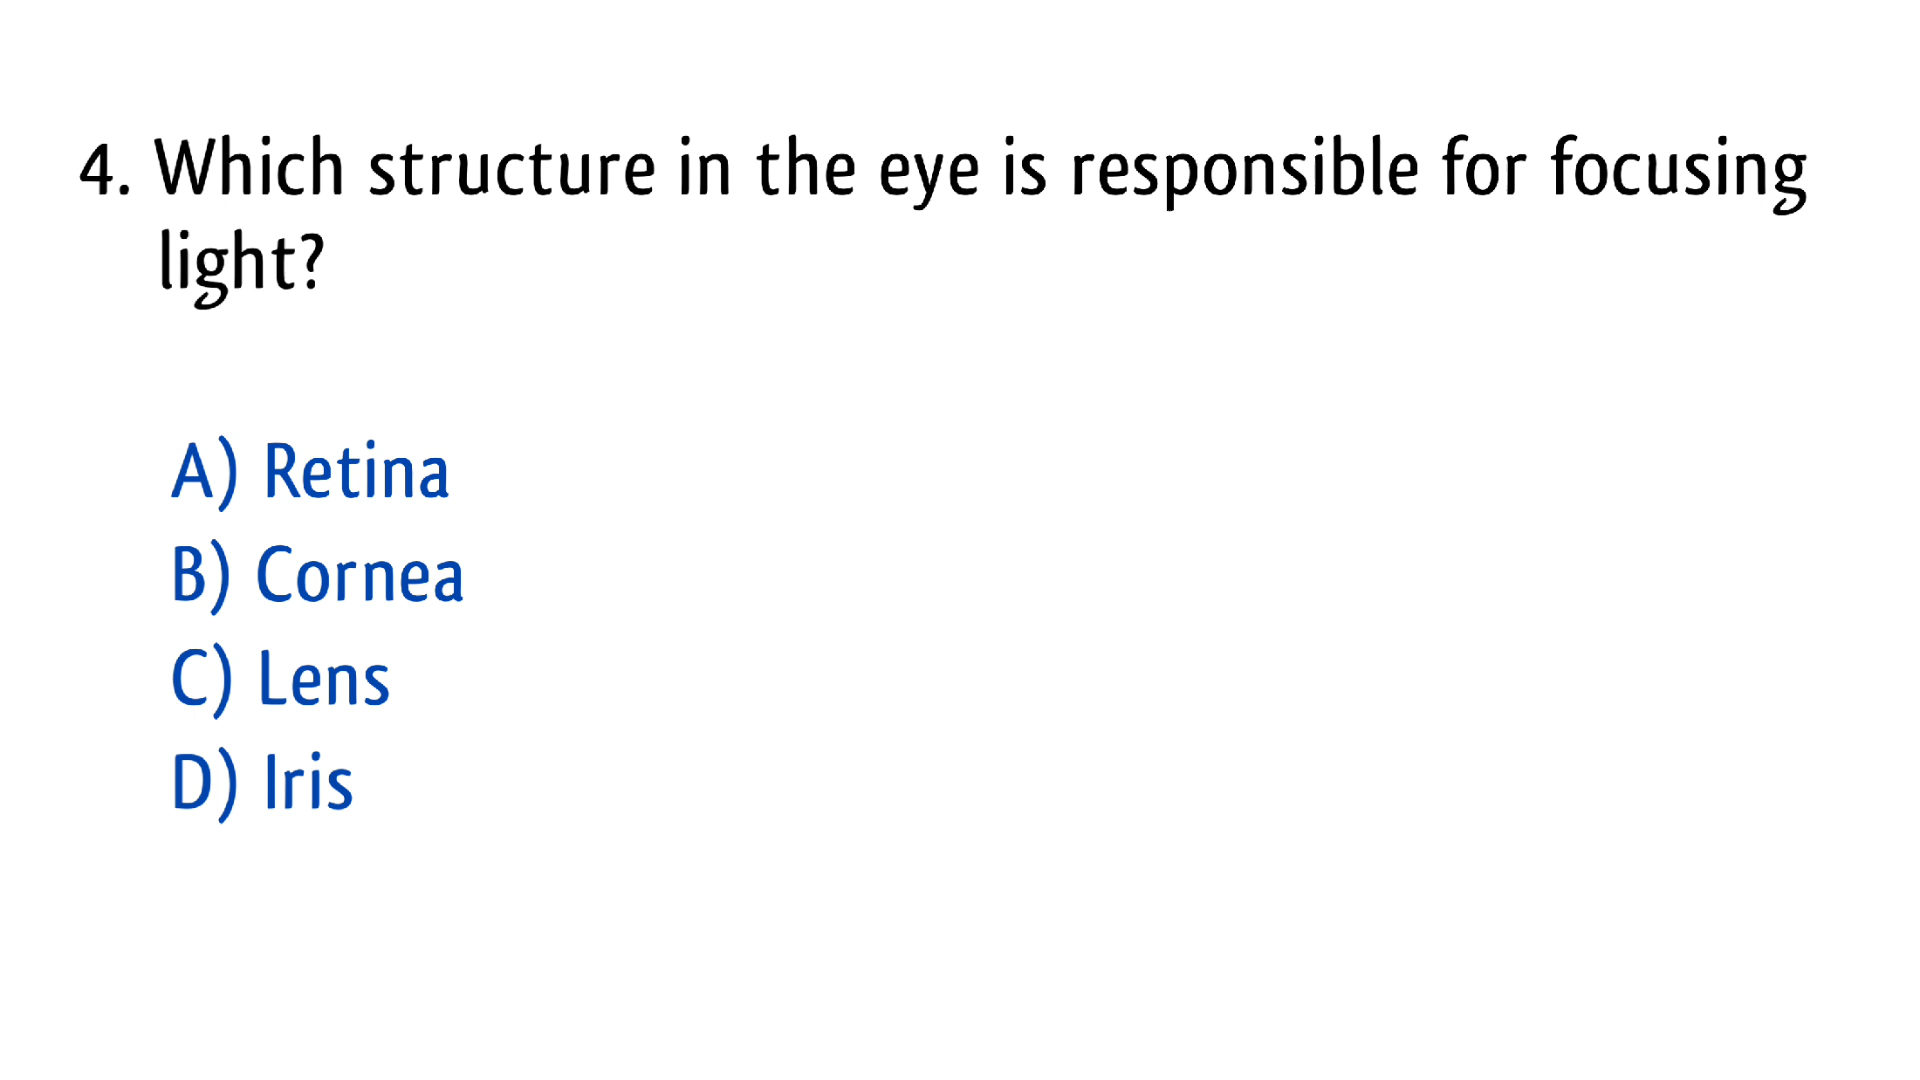 4. Which structure in the eye is responsible for focusing
light?
A) Retina
B) Cornea
C) Lens
D) Iris